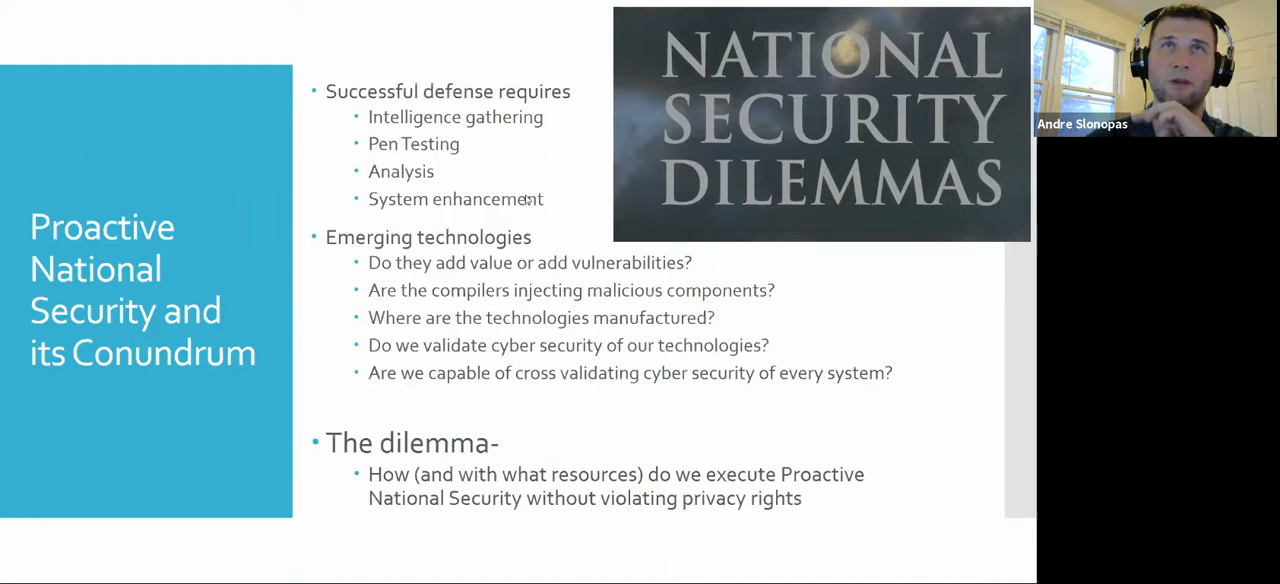 Proactive
National
Security and
its Conundrum
Successful defense requires
Intelligence gathering
Pen Testing
Analysis
System enhancement
Emerging technologies
Do they add value or add vulnerabilities?
Are the compilers injecting malicious components?
Where are the technologies manufactured?
Do we validate cyber security of our technologies?
Are we capable of cross validating cyber security of every system?
The dilemma-
How (and with what resources) do we execute Proactive
National Security without violating privacy rights
NATIONAL
SECURITY
DILEMMAS
Andre Slonopas